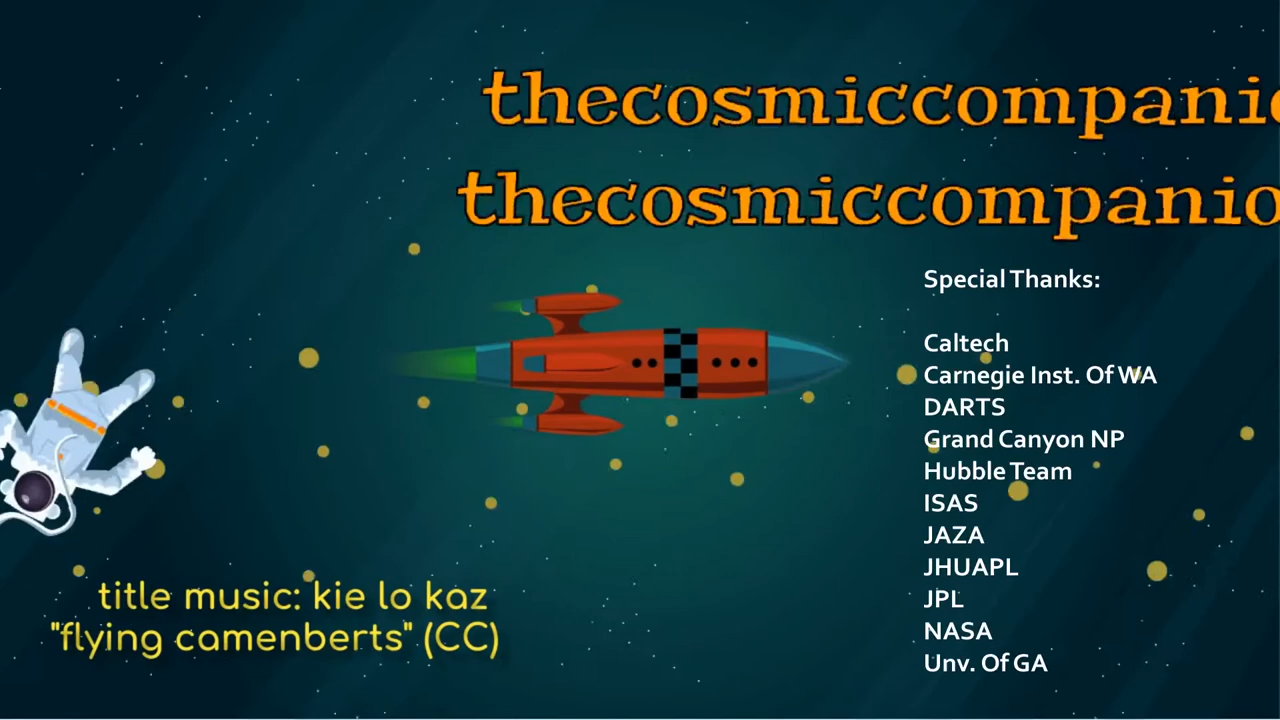 thecosmiccompanio
thecosmiccompanio
Special Thanks:
Caltech
Carnegie Inst. Of WA
DARTS
Grand Canyon NP
Hubble Team
ISAS
JAZA
JHUAPL
JPL
NASA
Unv. Of GA
title music: kie lo kaz
"flying camenberts" (CC)